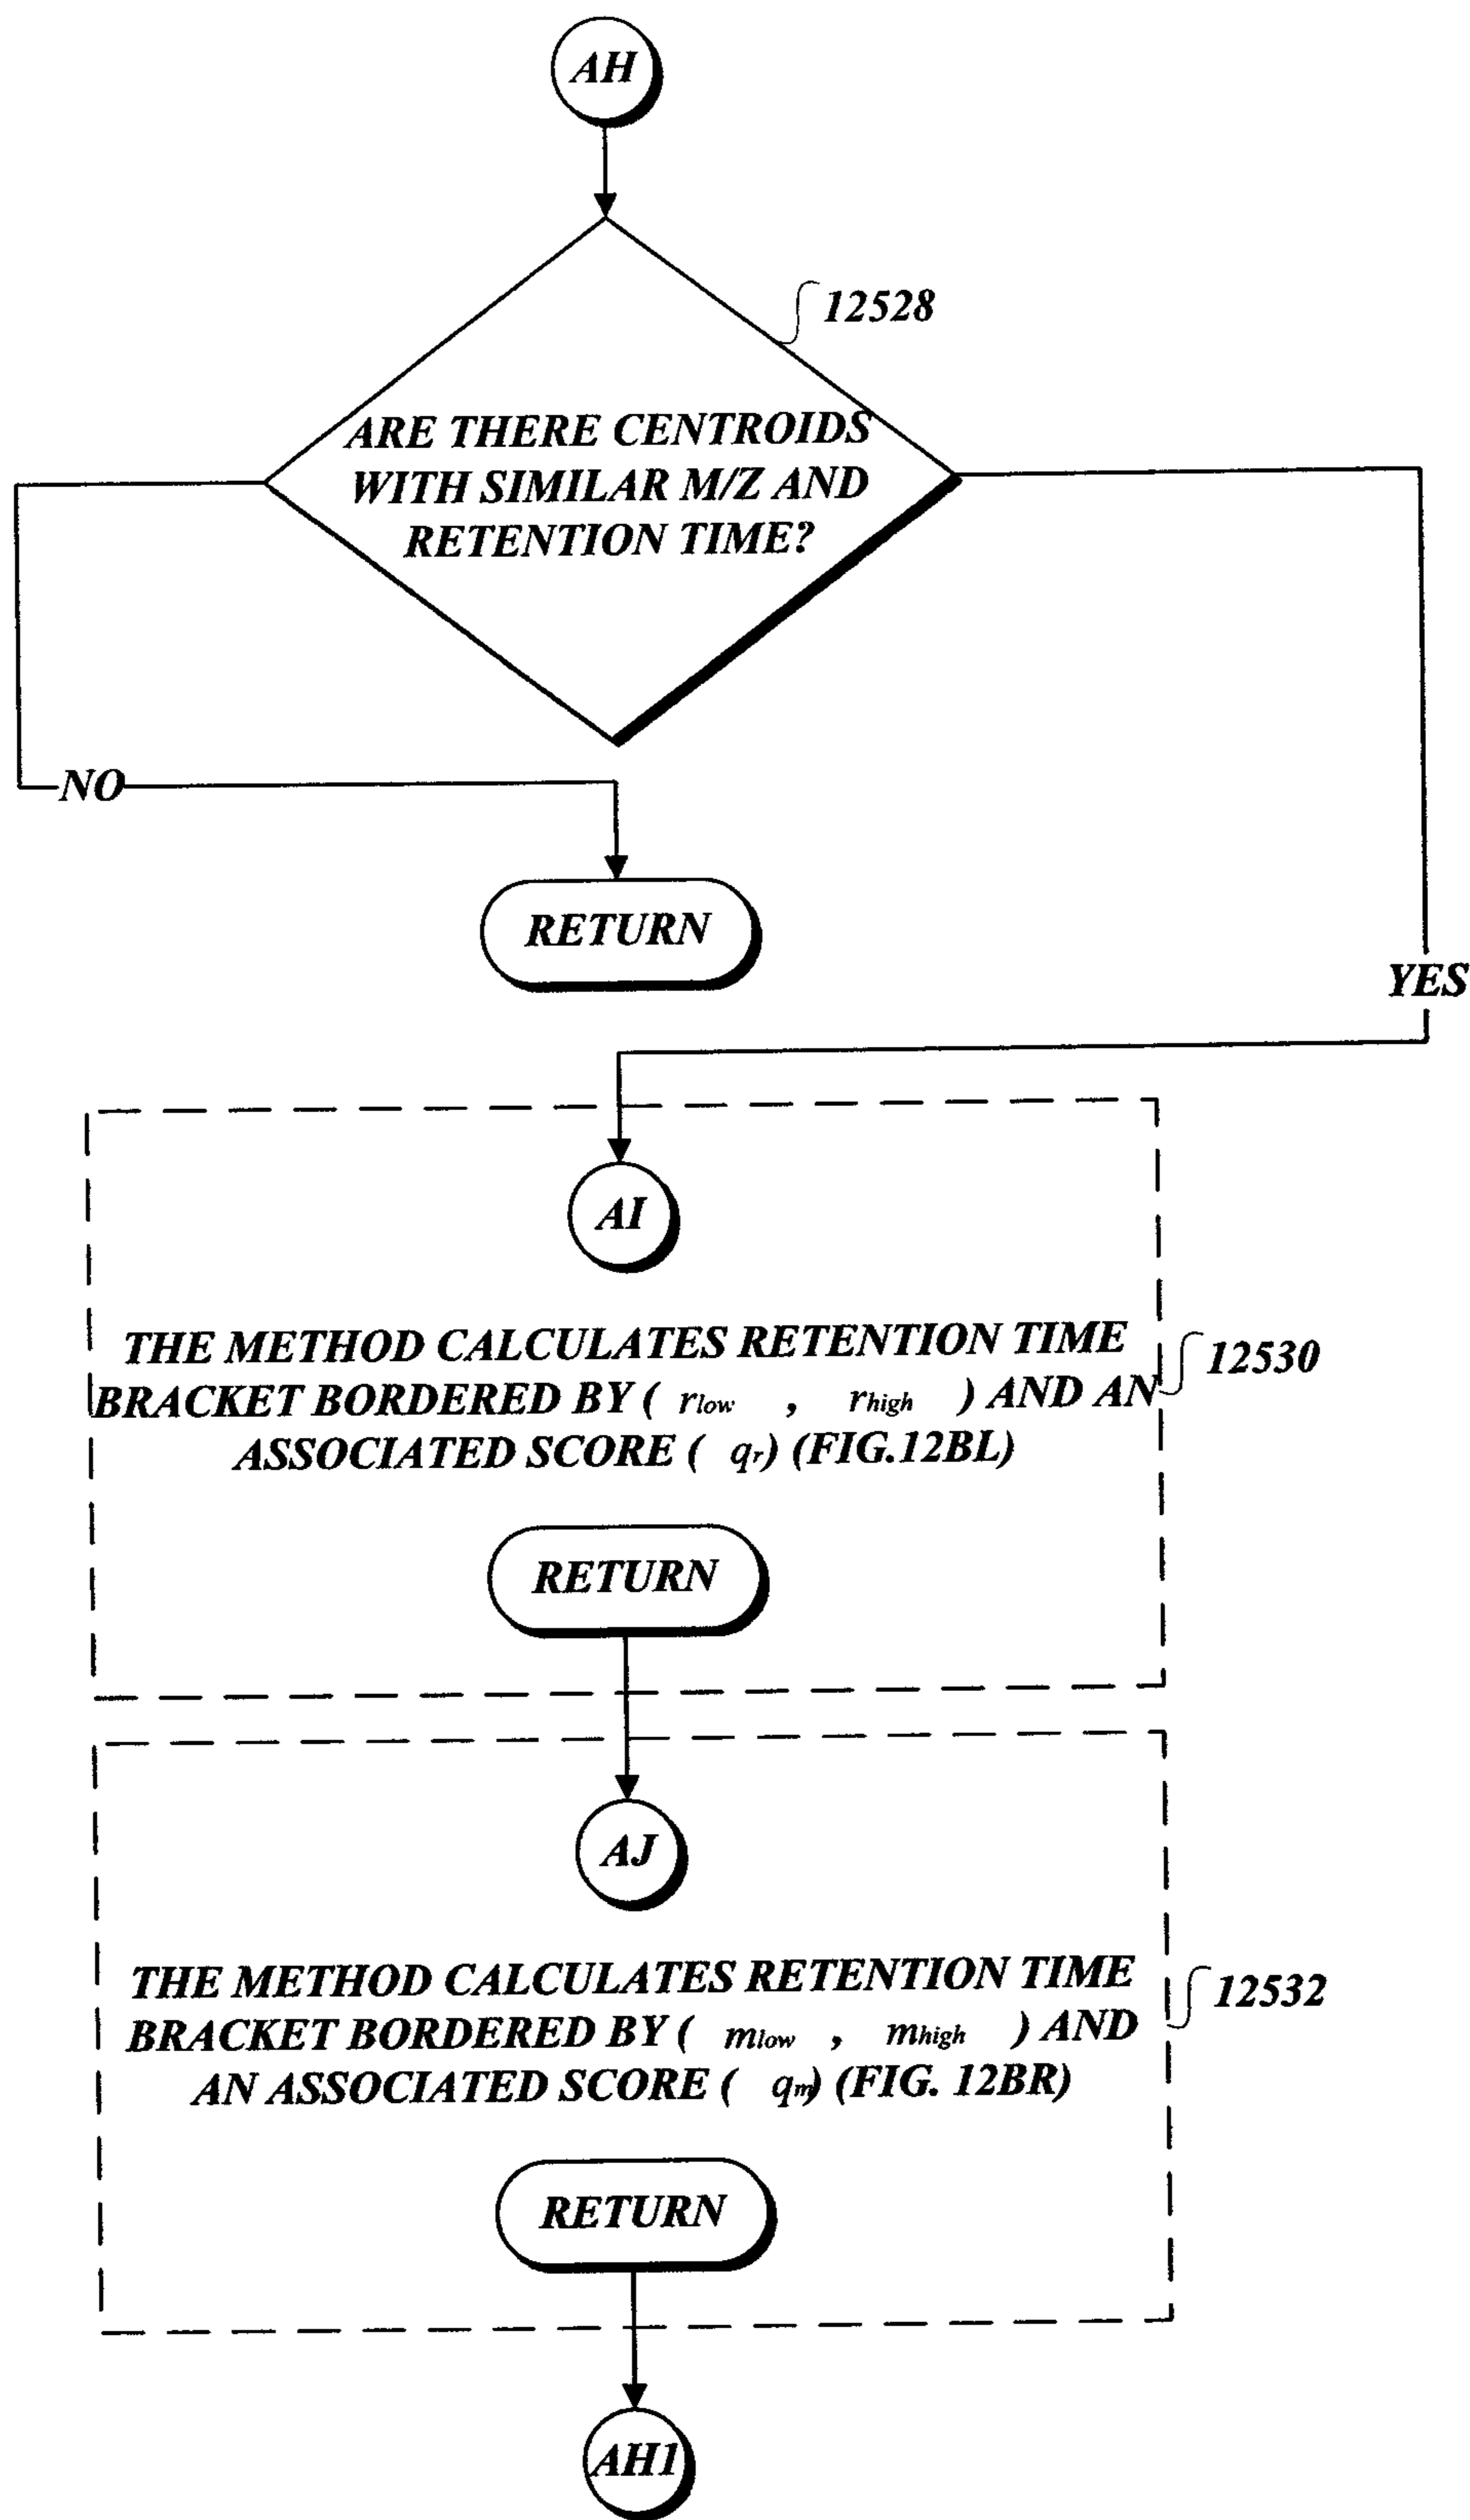 AH
12528
ARE THERE CENTROIDS
WITH SIMILAR M/Z AND
RETENTION TIME?
NO
RETURN
YES
AI
THE METHOD CALCULATES RETENTION TIME
BRACKET BORDERED BY ( rlow , rhigh ) AND AN
ASSOCIATED SCORE ( qr) (FIG.12BL)
12530
RETURN
AJ
THE METHOD CALCULATES RETENTION TIME
BRACKET BORDERED BY ( mlow , mhigh ) AND
AN ASSOCIATED SCORE ( qm) (FIG. 12BR)
12532
RETURN
AH1